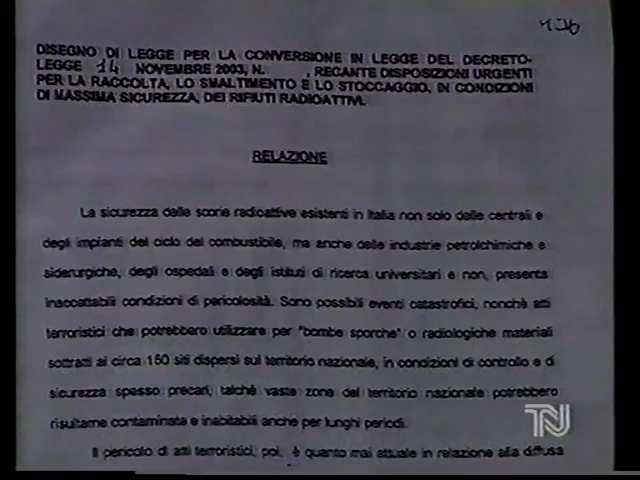 DISEGNO DI LEGGE PER LA CONVERSIONE IN LEGGE DEL DECRETO-
LEGGE 14 NOVEMBRE 2003, N. , RECANTE DISPOSIZIONI URGENTI
PER LA RACCOLTA, LO SMALTIMENTO E LO STOCCAGGIO, IN CONDIZIONI
DI MASSIMA SICUREZZA, DEI RIFIUTI RADIOATTIVI.
RELAZIONE
La sicurezza delle scorie radioattive esistenti in Italia non solo delle centrali e
degli impianti del ciclo del combustibile, ma anche delle industrie petrolchimiche e
siderurgiche, degli ospedali e degli istituti di ricerca universitari e non, presenta
inaccettabili condizioni di pericolosità. Sono possibili eventi catastrofici, nonchè atti
terroristici che potrebbero utilizzare per "bombe sporche" o radiologiche materiali
sottratti ai circa 150 siti dispersi sul territorio nazionale, in condizioni di controllo e di
sicurezza spesso precari, talchè vaste zone del territorio nazionale potrebbero
risultarne contaminate e inabitabili anche per lunghi periodi.
Il pericolo di atti terroristici, poi, è quanto mai attuale in relazione alla diffusa